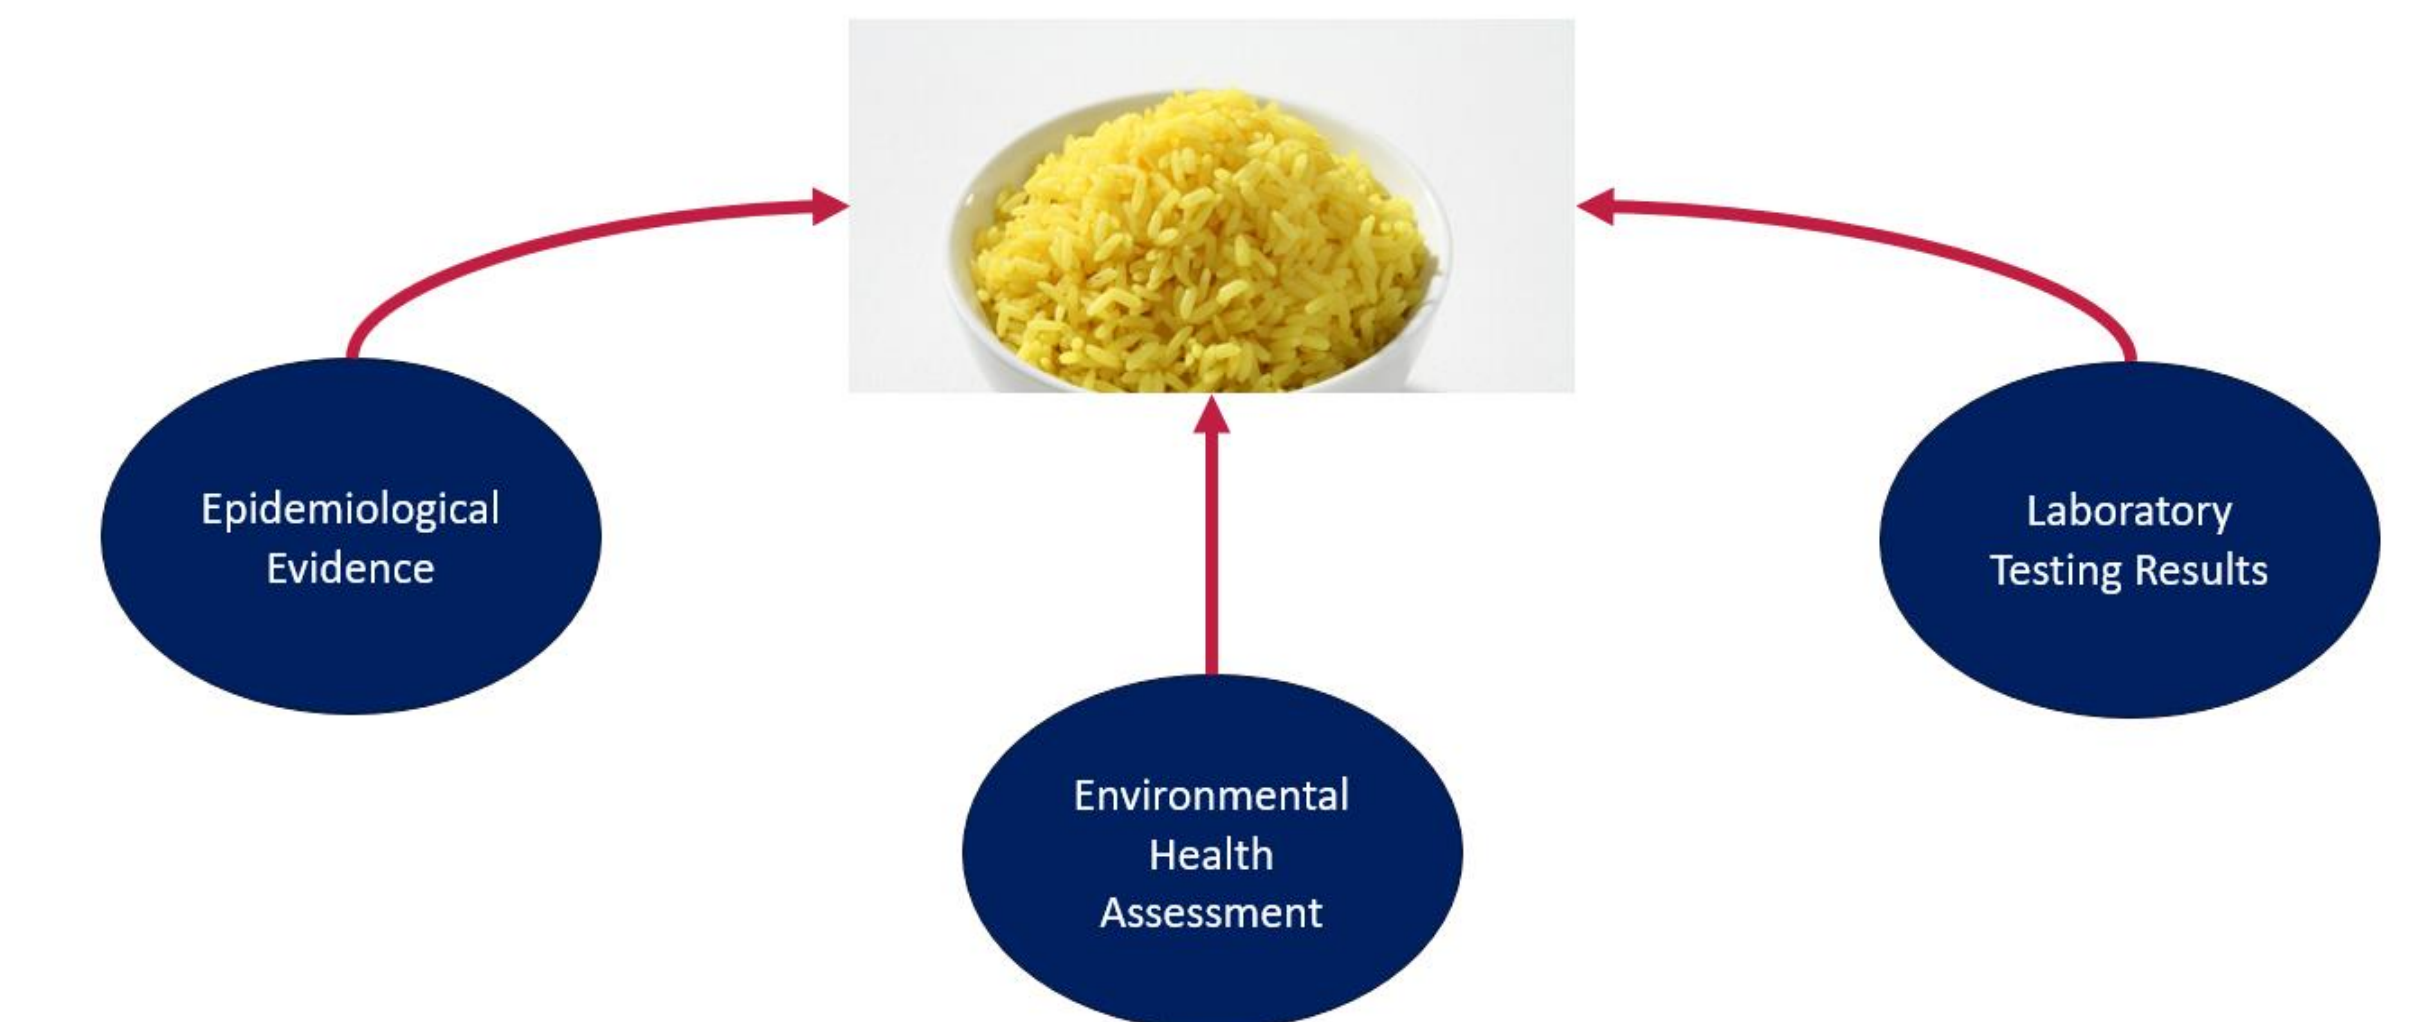 Epidemiological
Evidence
Laboratory
Testing Results
Environmental
Health
Assessment